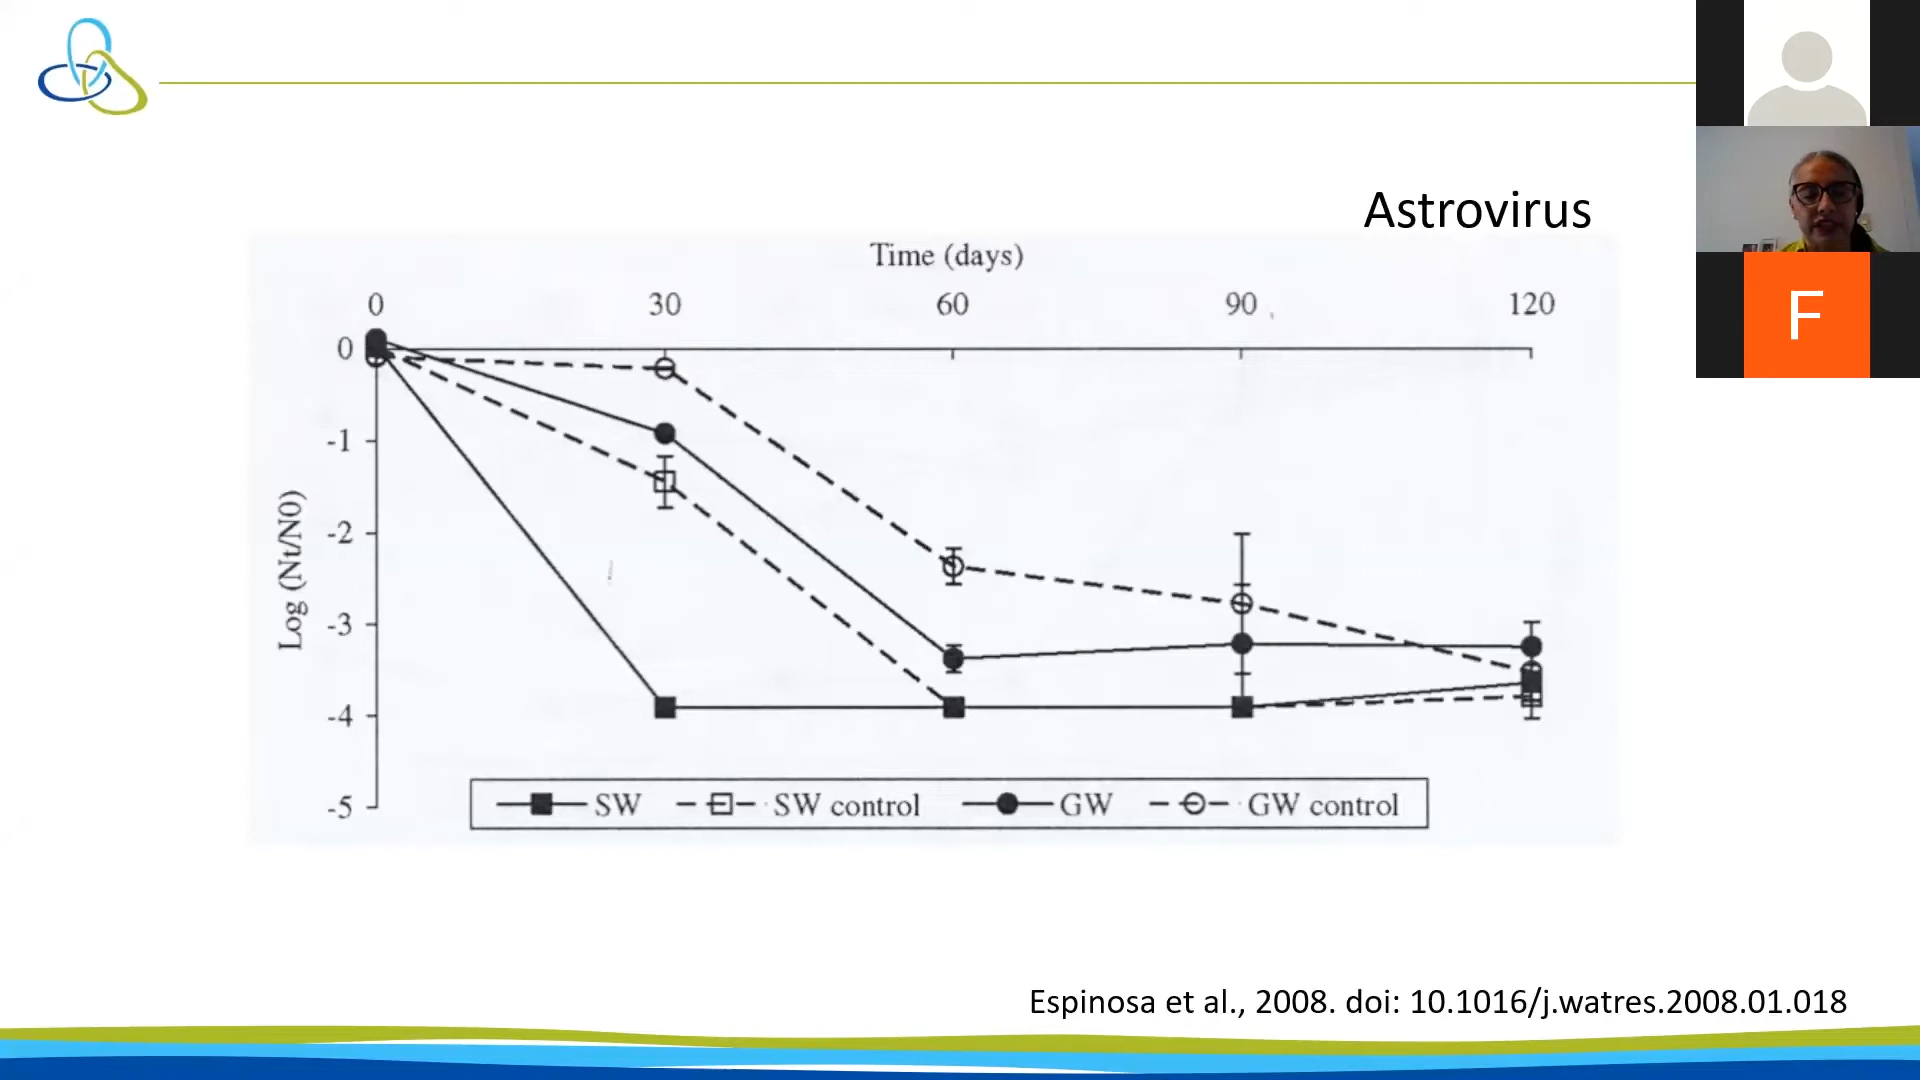 Astrovirus
Time (days)
0 30 60 90 120
0
-1
-2
-3
-4
-5
Log (Nt/N0)
SW SW control GW GW control
Espinosa et al., 2008. doi: 10.1016/j.watres.2008.01.018
F